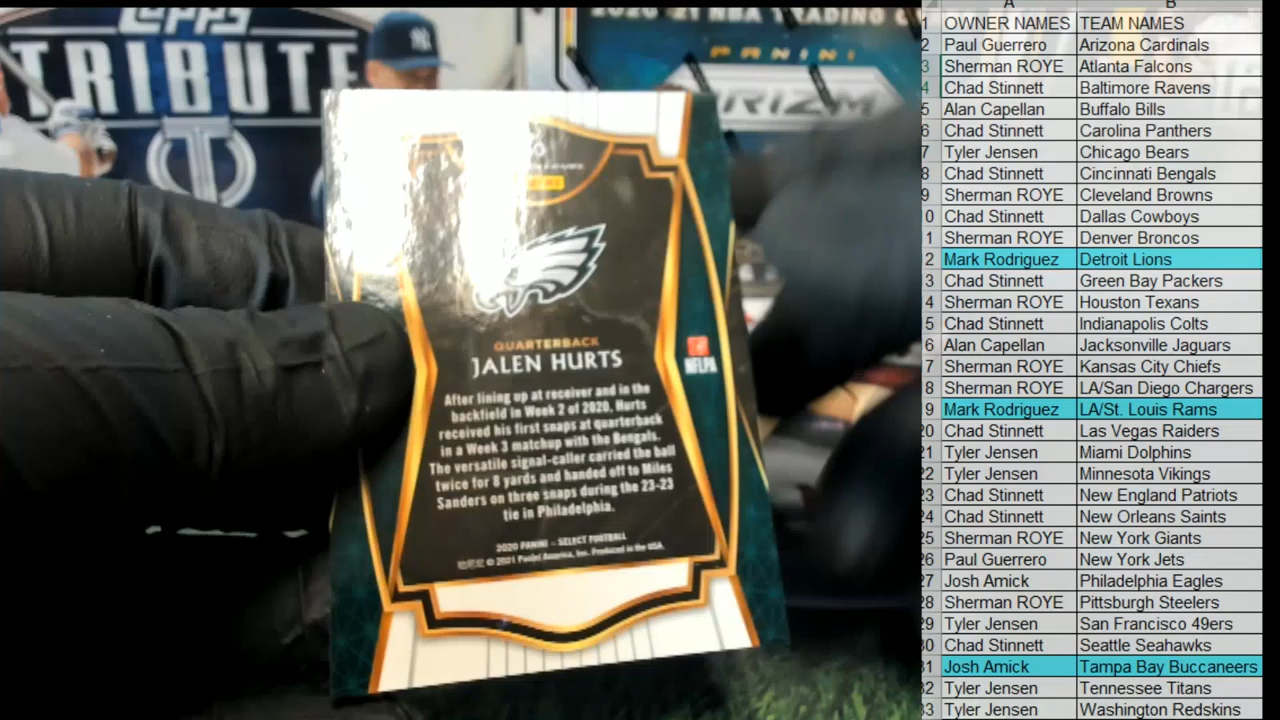 TOPPS
TRIBUTE
2020-21 NBA TRADING
PANINI
PRIZM
QUARTERBACK
JALEN HURTS
After lining up at receiver and in the
backfield in Week 2 of 2020, Hurts
received his first snaps at quarterback
in a Week 3 matchup with the Bengals.
The versatile signal-caller carried the ball
twice for 8 yards and handed off to Miles
Sanders on three snaps during the 23-23
tie in Philadelphia.
2020 PANINI – SELECT FOOTBALL
© 2021 Panini America, Inc. Produced in the USA.
NFLPA
A B
1 OWNER NAMES TEAM NAMES
2 Paul Guerrero Arizona Cardinals
3 Sherman ROYE Atlanta Falcons
4 Chad Stinnett Baltimore Ravens
5 Alan Capellan Buffalo Bills
6 Chad Stinnett Carolina Panthers
7 Tyler Jensen Chicago Bears
8 Chad Stinnett Cincinnati Bengals
9 Sherman ROYE Cleveland Browns
0 Chad Stinnett Dallas Cowboys
1 Sherman ROYE Denver Broncos
2 Mark Rodriguez Detroit Lions
3 Chad Stinnett Green Bay Packers
4 Sherman ROYE Houston Texans
5 Chad Stinnett Indianapolis Colts
6 Alan Capellan Jacksonville Jaguars
7 Sherman ROYE Kansas City Chiefs
8 Sherman ROYE LA/San Diego Chargers
9 Mark Rodriguez LA/St. Louis Rams
20 Chad Stinnett Las Vegas Raiders
21 Tyler Jensen Miami Dolphins
22 Tyler Jensen Minnesota Vikings
23 Chad Stinnett New England Patriots
24 Chad Stinnett New Orleans Saints
25 Sherman ROYE New York Giants
26 Paul Guerrero New York Jets
27 Josh Amick Philadelphia Eagles
28 Sherman ROYE Pittsburgh Steelers
29 Tyler Jensen San Francisco 49ers
30 Chad Stinnett Seattle Seahawks
31 Josh Amick Tampa Bay Buccaneers
32 Tyler Jensen Tennessee Titans
33 Tyler Jensen Washington Redskins